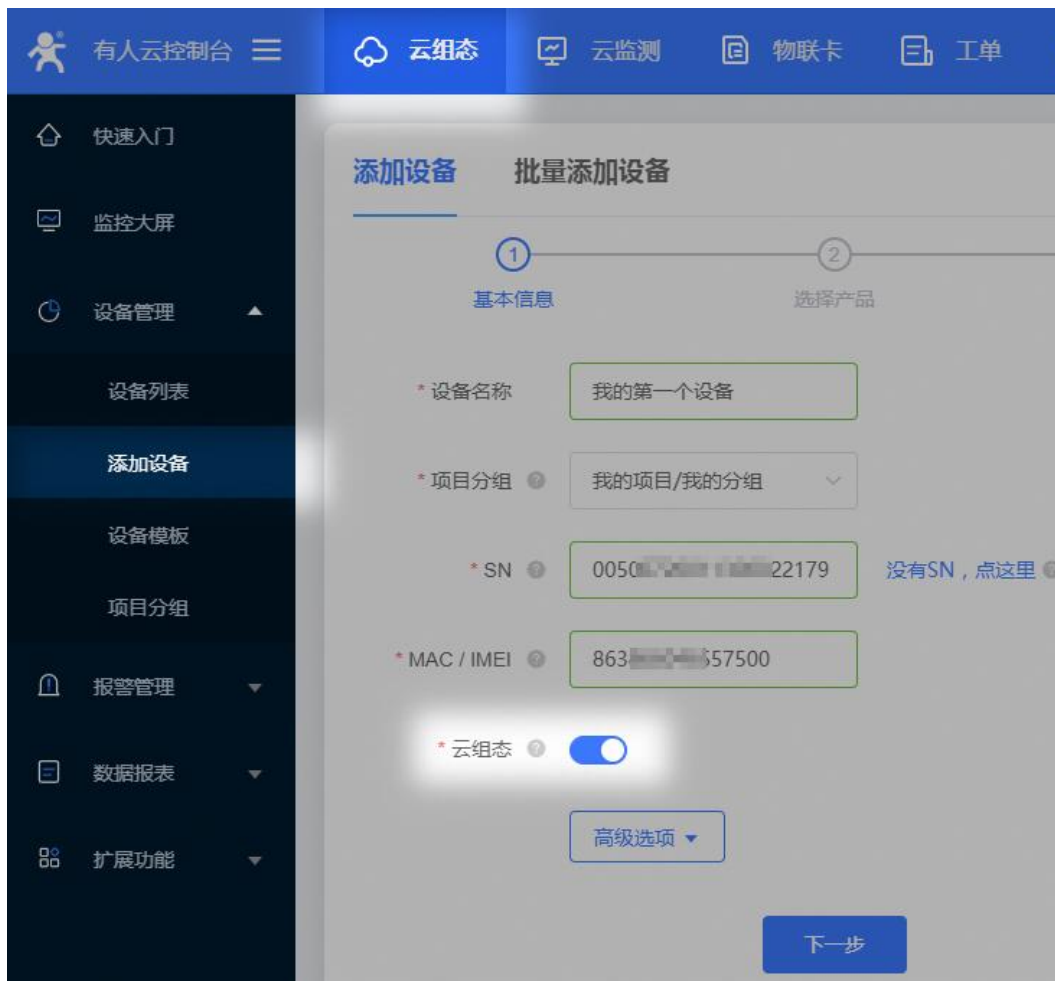 有人云控制台 云组态 云监测 物联卡 工单
快速入门
监控大屏
设备管理
设备列表
添加设备
设备模板
项目分组
报警管理
数据报表
扩展功能
添加设备 批量添加设备
1 2
基本信息 选择产品
* 设备名称 我的第一个设备
* 项目分组 ? 我的项目/我的分组
* SN ? 0050 22179 没有SN，点这里 ?
* MAC / IMEI ? 863 557500
* 云组态 ?
高级选项
下一步